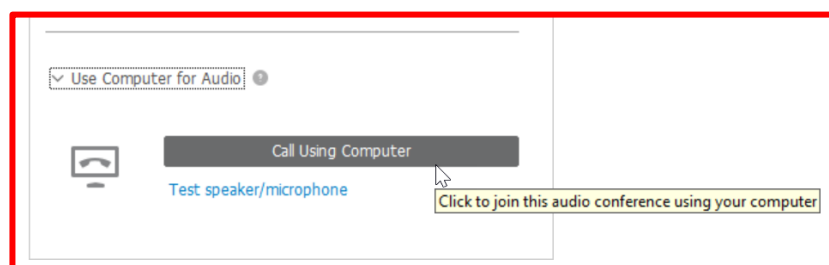 Use Computer for Audio
Call Using Computer
Test speaker/microphone
Click to join this audio conference using your computer